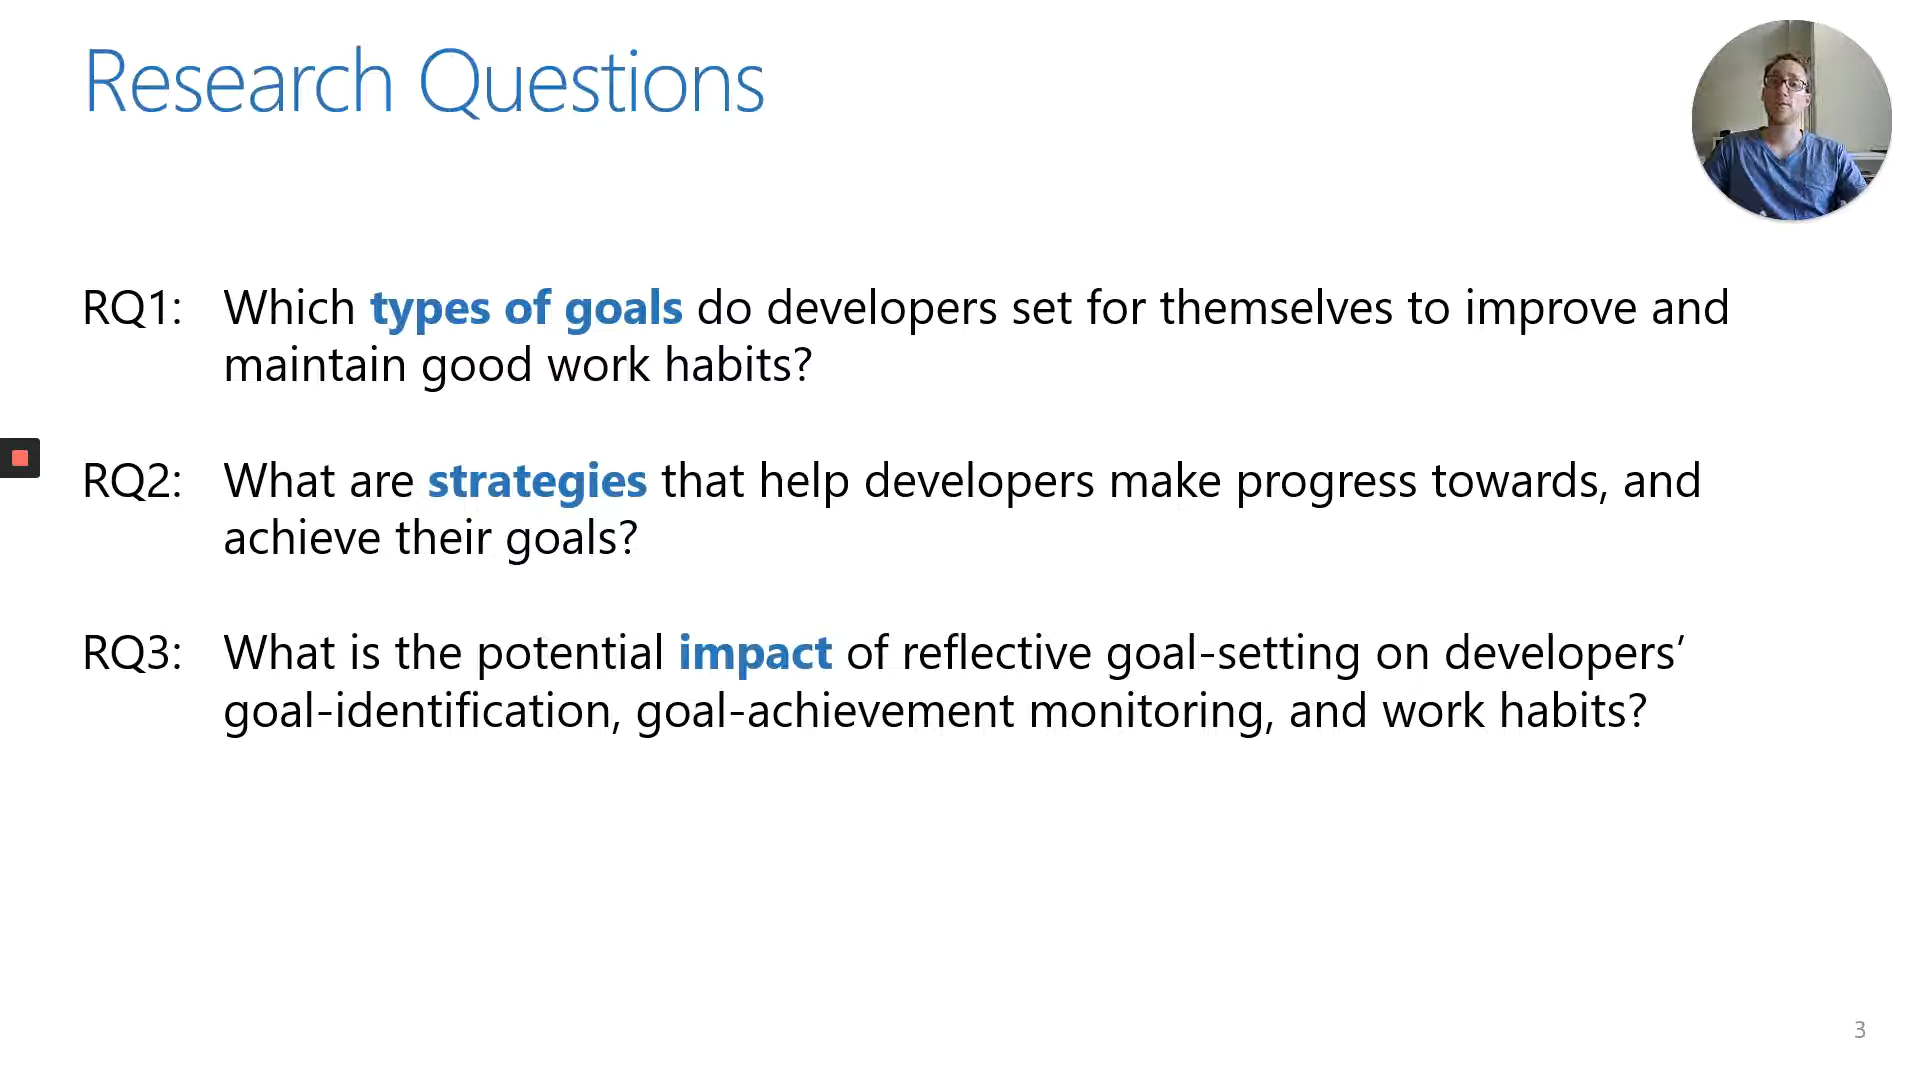 Research Questions
RQ1: Which types of goals do developers set for themselves to improve and
maintain good work habits?
RQ2: What are strategies that help developers make progress towards, and
achieve their goals?
RQ3: What is the potential impact of reflective goal-setting on developers’
goal-identification, goal-achievement monitoring, and work habits?
3